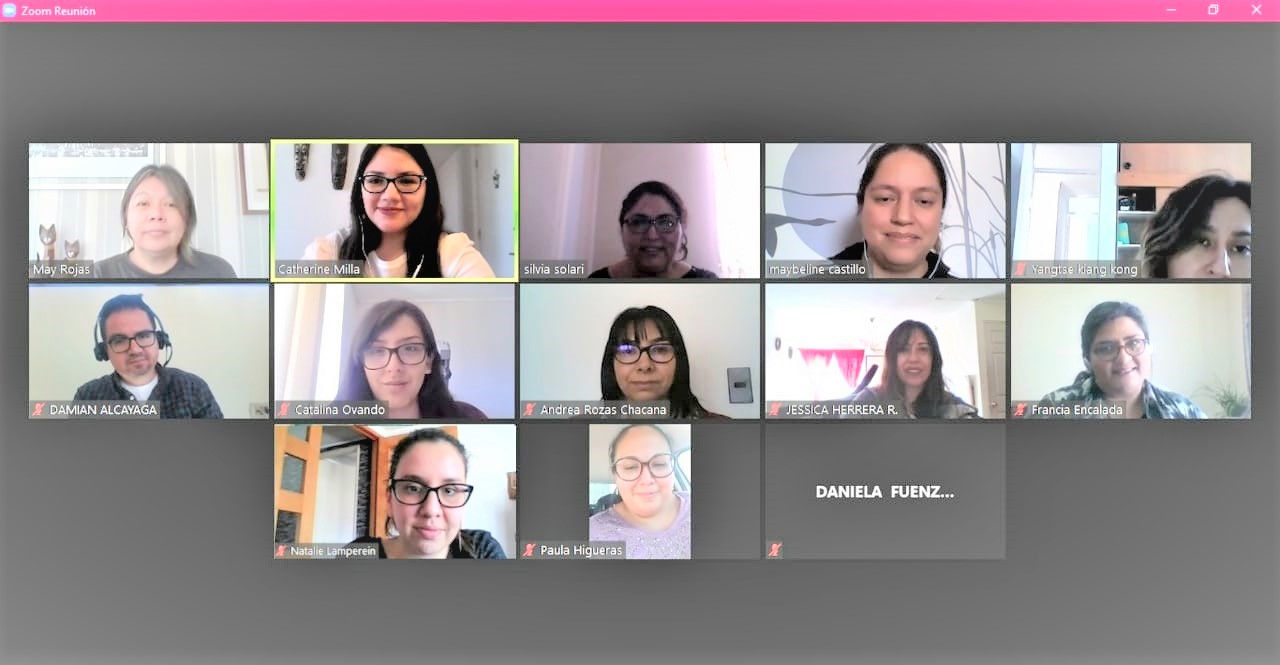 Zoom Reunión
May Rojas
Catherine Milla
silvia solari
maybeline castillo
Yangtse kiang kong
DAMIAN ALCAYAGA
Catalina Ovando
Andrea Rozas Chacana
JESSICA HERRERA R.
Francia Encalada
Natalie Lamperein
Paula Higueras
DANIELA FUENZ...